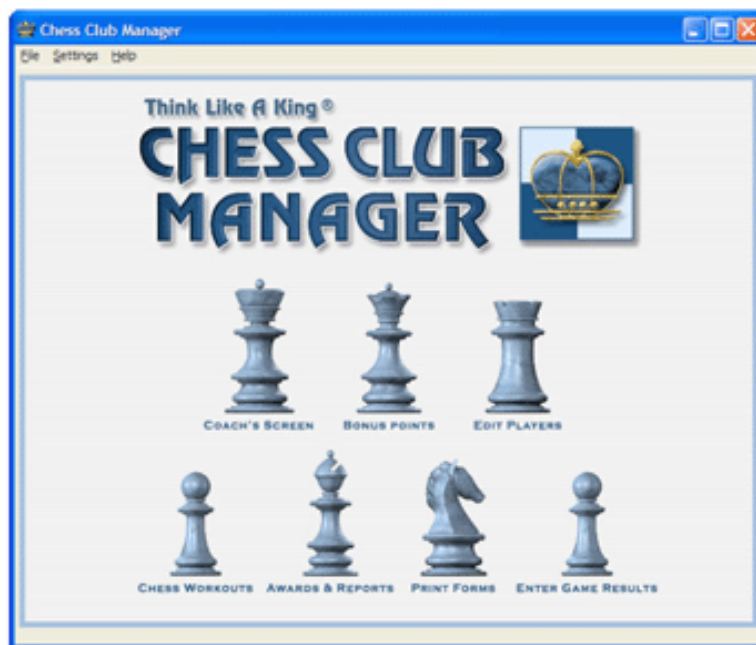 Chess Club Manager
File Settings Help
Think Like A King®
CHESS CLUB
MANAGER
COACH'S SCREEN BONUS POINTS EDIT PLAYERS
CHESS WORKOUTS AWARDS & REPORTS PRINT FORMS ENTER GAME RESULTS